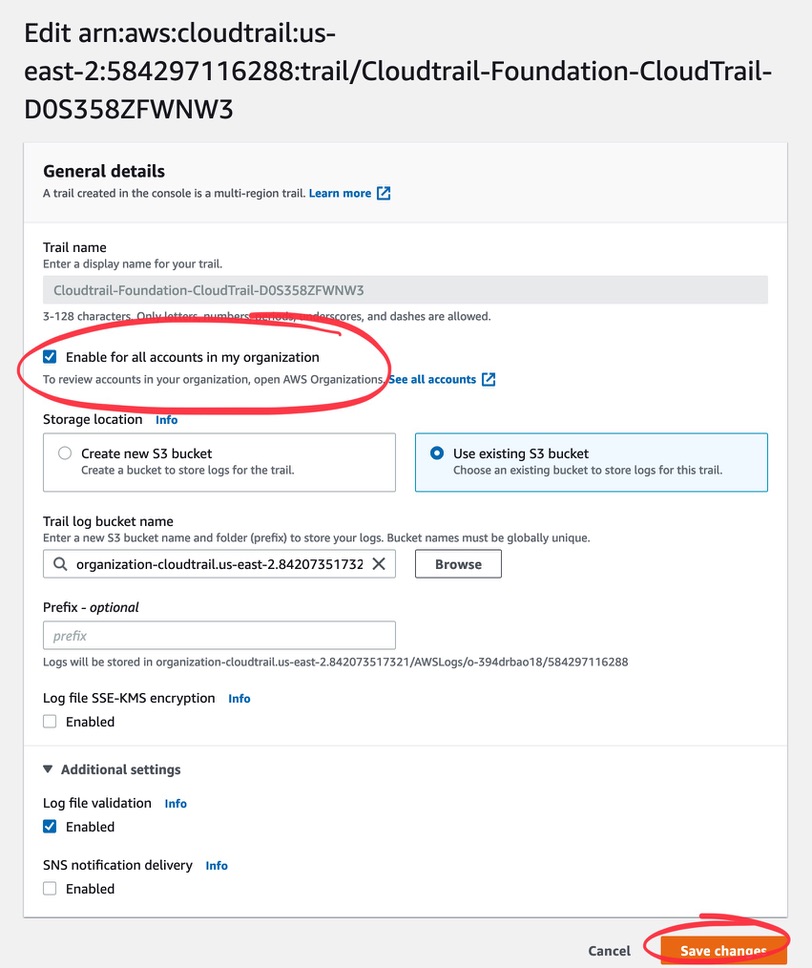 Edit arn:aws:cloudtrail:us-
east-2:584297116288:trail/Cloudtrail-Foundation-CloudTrail-
D0S358ZFWNW3
General details
A trail created in the console is a multi-region trail. Learn more
Trail name
Enter a display name for your trail.
Cloudtrail-Foundation-CloudTrail-D0S358ZFWNW3
3-128 characters. Only letters, numbers, periods, underscores, and dashes are allowed.
Enable for all accounts in my organization
To review accounts in your organization, open AWS Organizations. See all accounts
Storage location Info
Create new S3 bucket
Create a bucket to store logs for the trail.
Use existing S3 bucket
Choose an existing bucket to store logs for this trail.
Trail log bucket name
Enter a new S3 bucket name and folder (prefix) to store your logs. Bucket names must be globally unique.
organization-cloudtrail.us-east-2.84207351732
Browse
Prefix - optional
prefix
Logs will be stored in organization-cloudtrail.us-east-2.842073517321/AWSLogs/o-394drbao18/584297116288
Log file SSE-KMS encryption Info
Enabled
Additional settings
Log file validation Info
Enabled
SNS notification delivery Info
Enabled
Cancel
Save changes